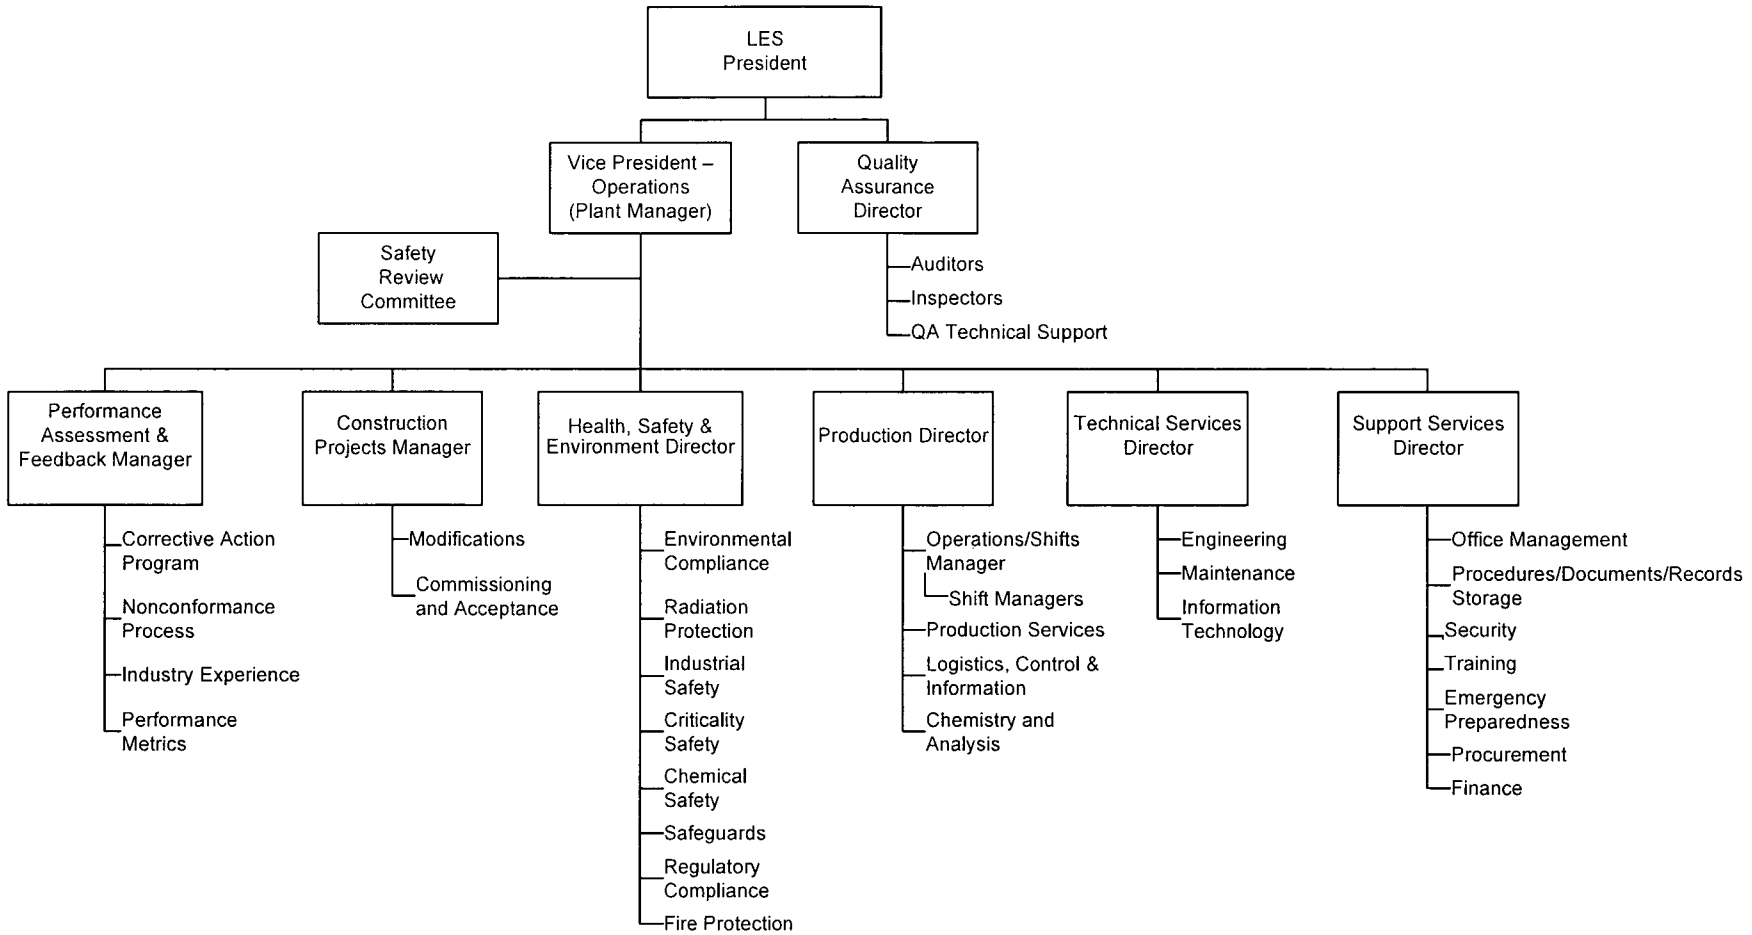 LES
President
Vice President –
Operations
(Plant Manager)
Quality
Assurance
Director
Safety
Review
Committee
Auditors
Inspectors
QA Technical Support
Performance
Assessment &
Feedback Manager
Construction
Projects Manager
Health, Safety &
Environment Director
Production Director
Technical Services
Director
Support Services
Director
Corrective Action
Program
Nonconformance
Process
Industry Experience
Performance
Metrics
Modifications
Commissioning
and Acceptance
Environmental
Compliance
Radiation
Protection
Industrial
Safety
Criticality
Safety
Chemical
Safety
Safeguards
Regulatory
Compliance
Fire Protection
Operations/Shifts
Manager
Shift Managers
Production Services
Logistics, Control &
Information
Chemistry and
Analysis
Engineering
Maintenance
Information
Technology
Office Management
Procedures/Documents/Records
Storage
Security
Training
Emergency
Preparedness
Procurement
Finance